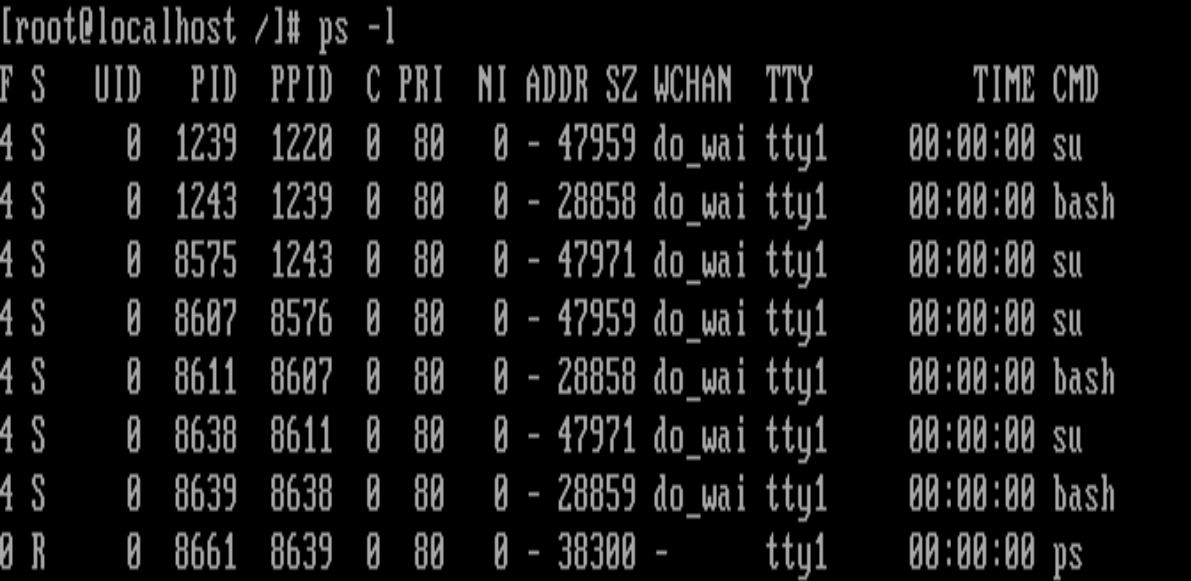 [root@localhost /]# ps -l
F S   UID   PID  PPID  C PRI  NI ADDR SZ WCHAN  TTY          TIME CMD
4 S     0  1239  1220  0  80   0 - 47959 do_wai tty1     00:00:00 su
4 S     0  1243  1239  0  80   0 - 28858 do_wai tty1     00:00:00 bash
4 S     0  8575  1243  0  80   0 - 47971 do_wai tty1     00:00:00 su
4 S     0  8607  8576  0  80   0 - 47959 do_wai tty1     00:00:00 su
4 S     0  8611  8607  0  80   0 - 28858 do_wai tty1     00:00:00 bash
4 S     0  8638  8611  0  80   0 - 47971 do_wai tty1     00:00:00 su
4 S     0  8639  8638  0  80   0 - 28859 do_wai tty1     00:00:00 bash
0 R     0  8661  8639  0  80   0 - 38300 -      tty1     00:00:00 ps